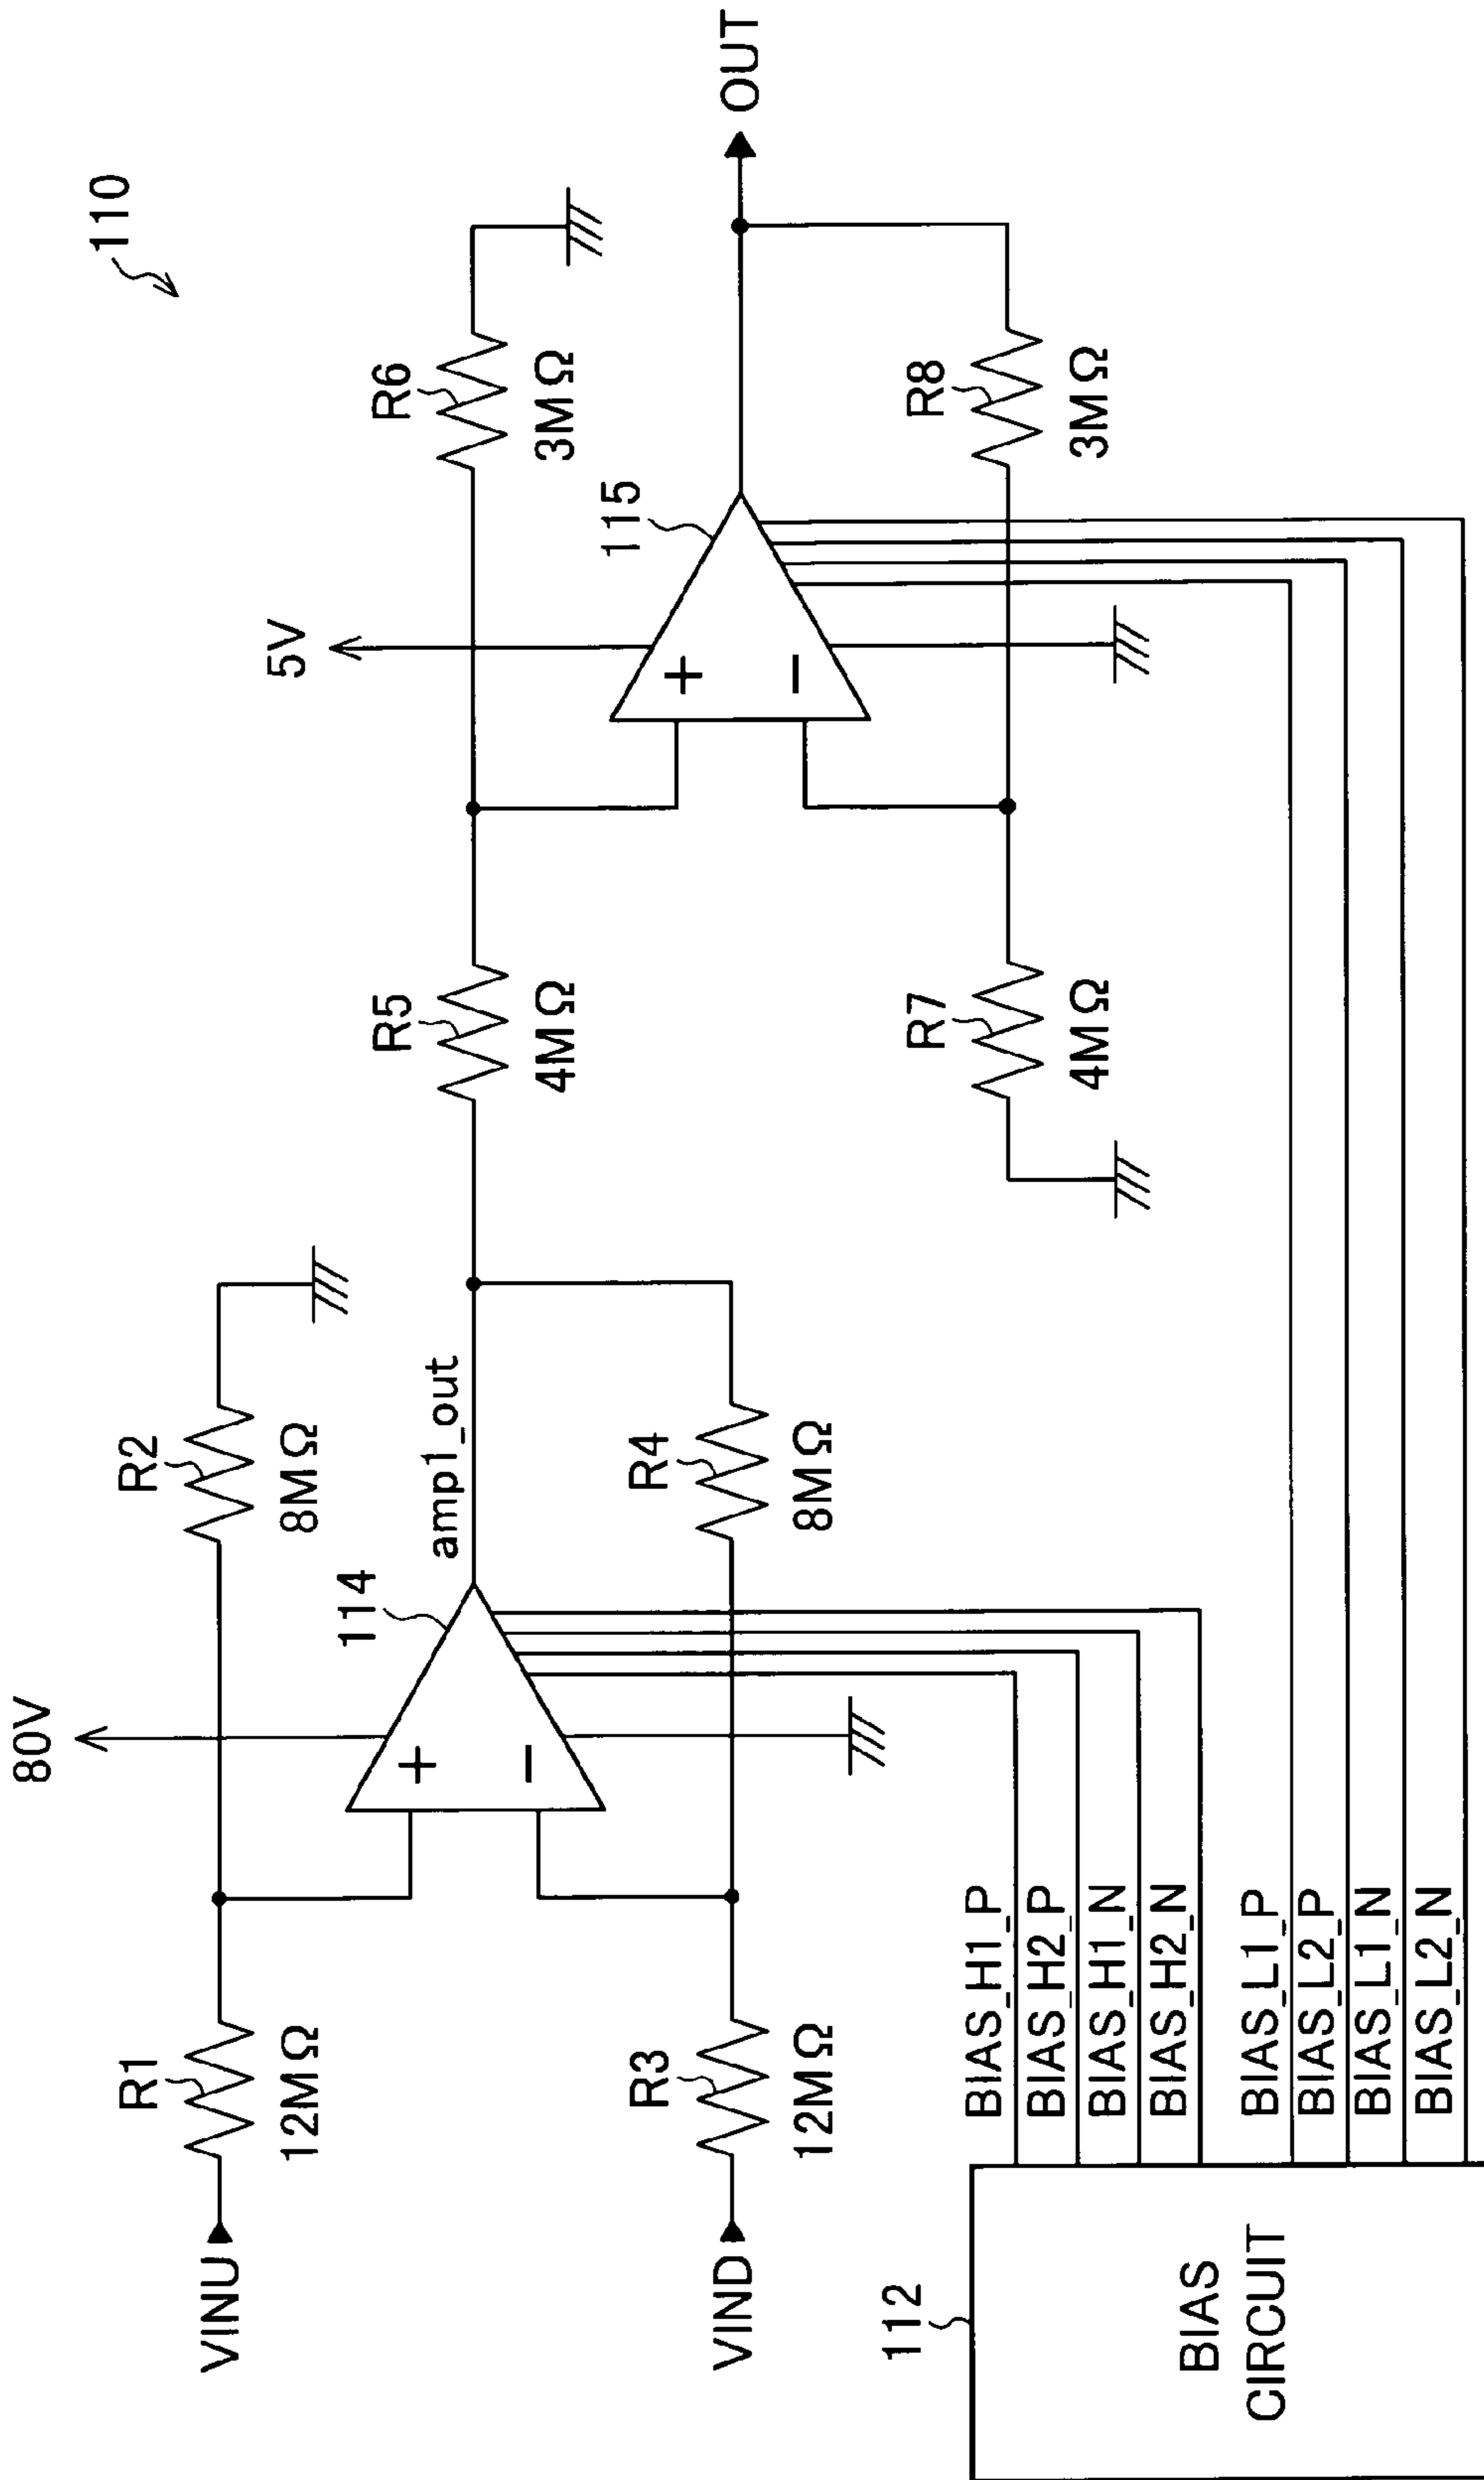 110
80V
R2
8MΩ
114
R1
12MΩ
VINU
amp1_out
5V
R6
3MΩ
115
OUT
R5
4MΩ
R4
8MΩ
R3
12MΩ
VIND
R8
3MΩ
R7
4MΩ
112
BIAS
CIRCUIT
BIAS_H1_P
BIAS_H2_P
BIAS_H1_N
BIAS_H2_N
BIAS_L1_P
BIAS_L2_P
BIAS_L1_N
BIAS_L2_N